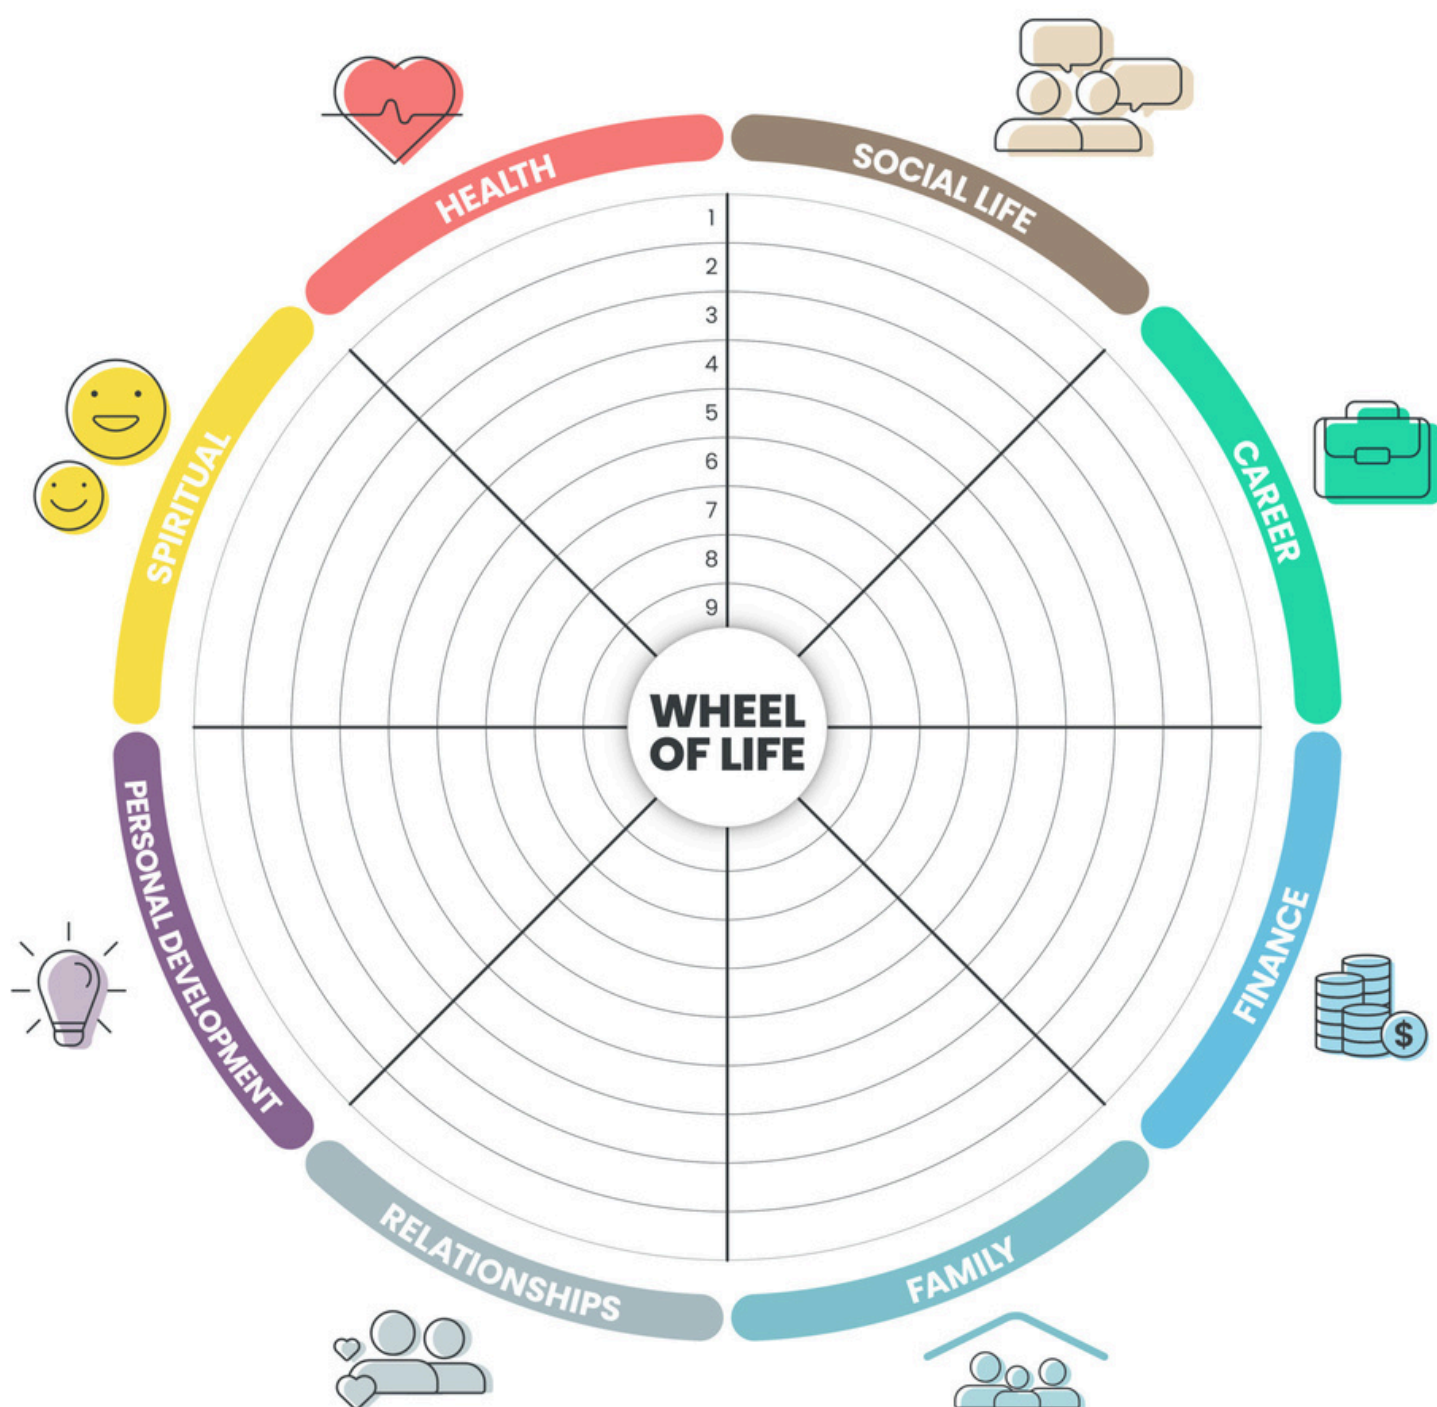 HEALTH
SOCIAL LIFE
SPIRITUAL
CAREER
1
2
3
4
5
6
7
8
9
WHEEL
OF LIFE
PERSONAL DEVELOPMENT
FINANCE
$
RELATIONSHIPS
FAMILY